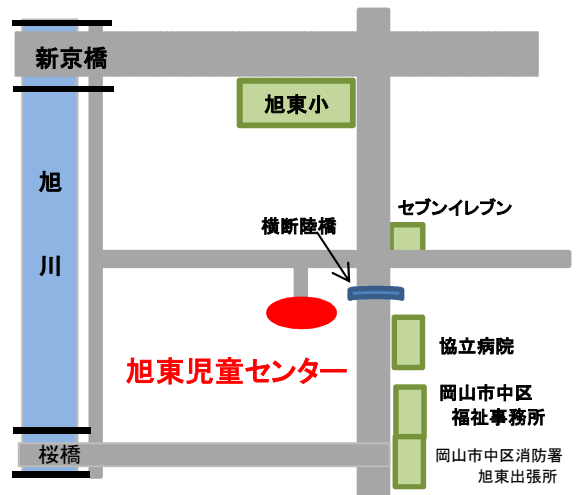 新京橋
旭東小
旭
川
セブンイレブン
横断陸橋
協立病院
旭東児童センター
岡山市中区
福祉事務所
桜橋
岡山市中区消防署
旭東出張所